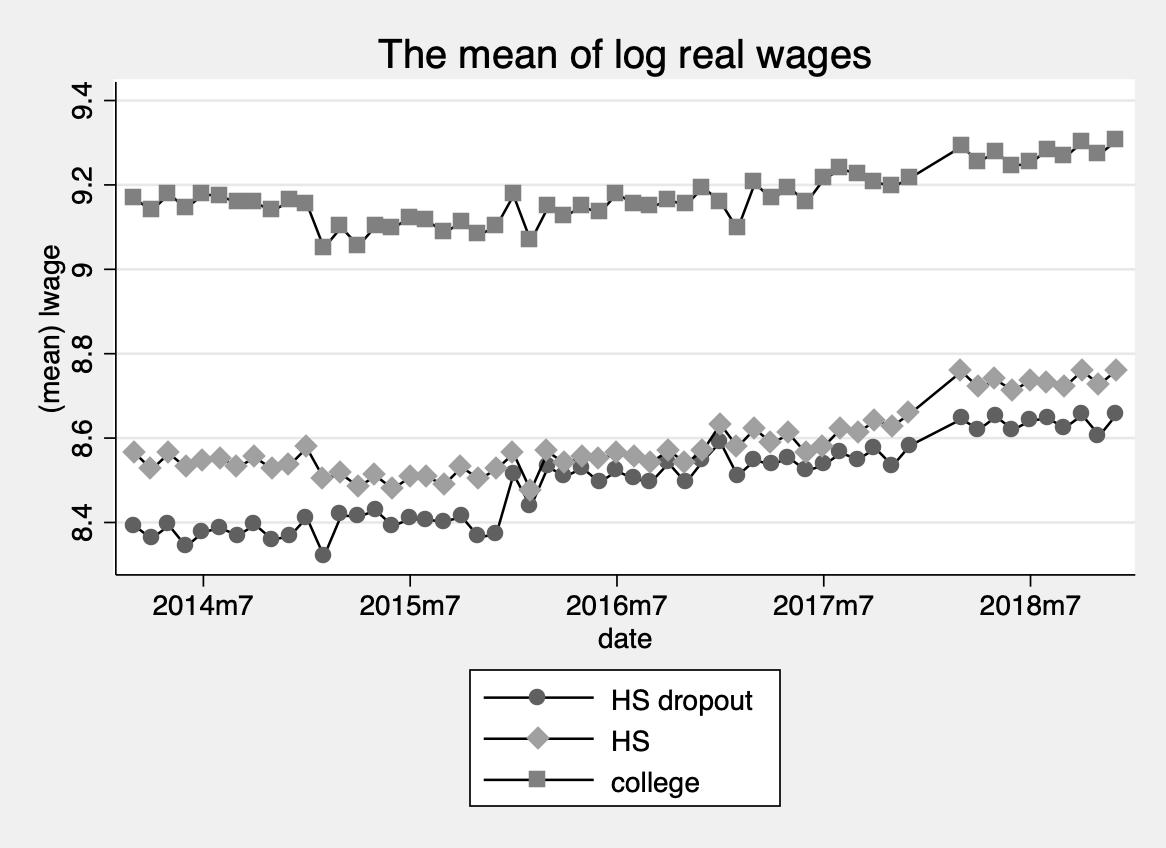 The mean of log real wages
(mean) lwage
9.4
9.2
9
8.8
8.6
8.4
2014m7 2015m7 2016m7 2017m7 2018m7
date
HS dropout
HS
college